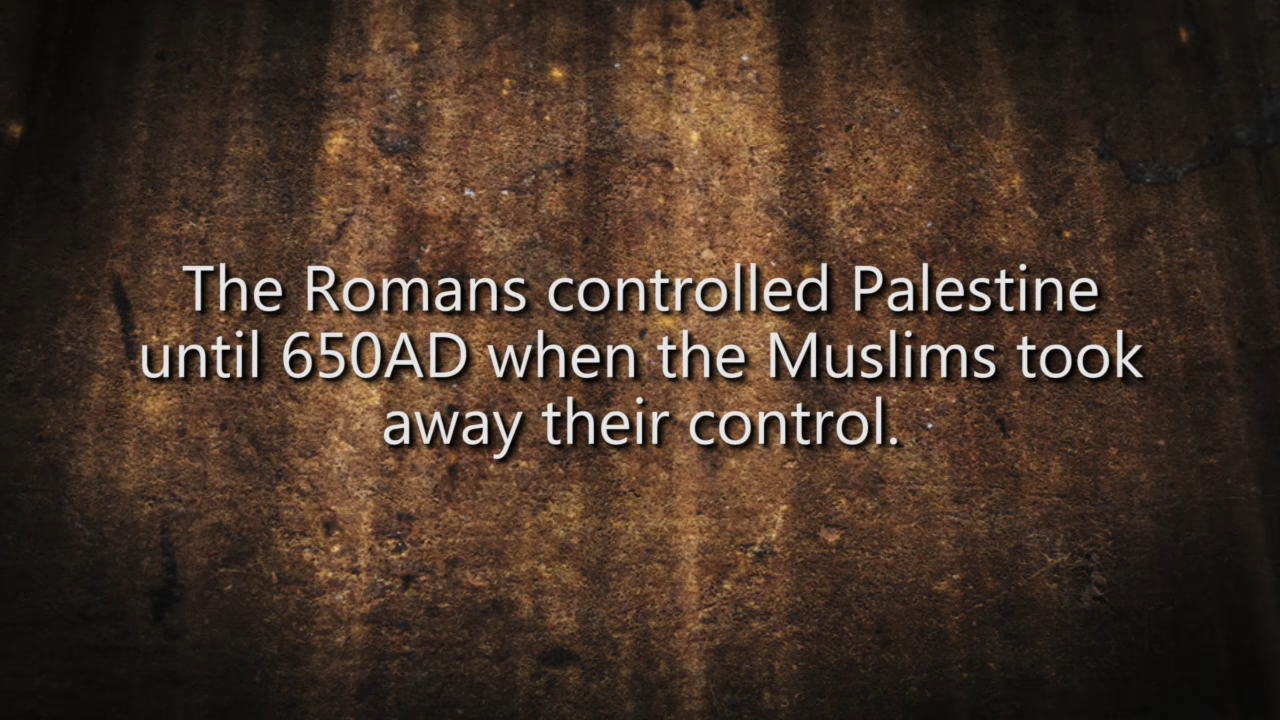 The Romans controlled Palestine
until 650AD when the Muslims took
away their control.